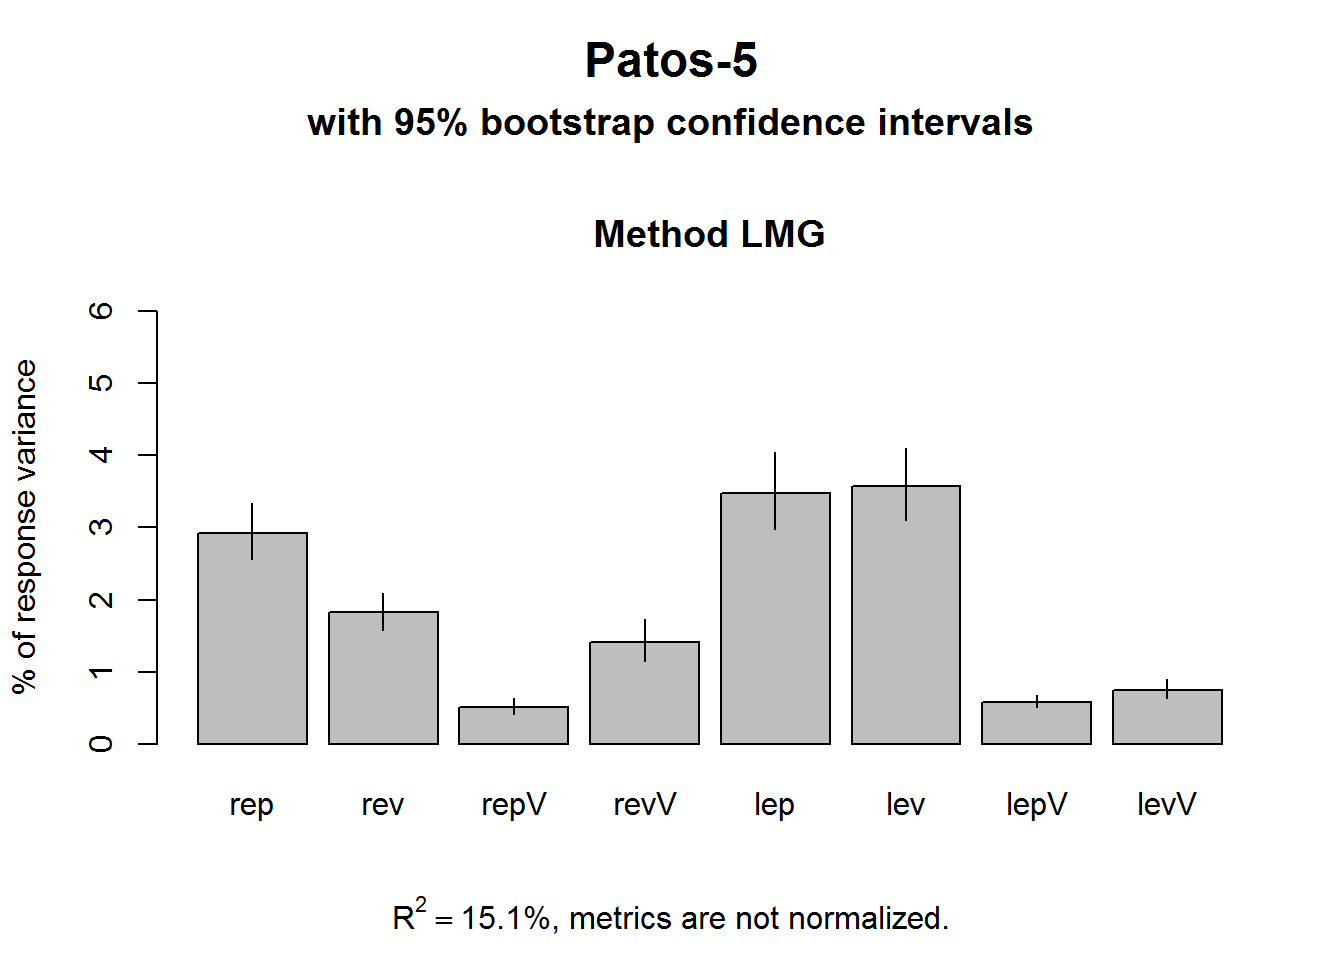 Patos-5
with 95% bootstrap confidence intervals
Method LMG
% of response variance
6
5
4
3
2
1
0
rep rev repV revV lep lev lepV levV
R² = 15.1%, metrics are not normalized.